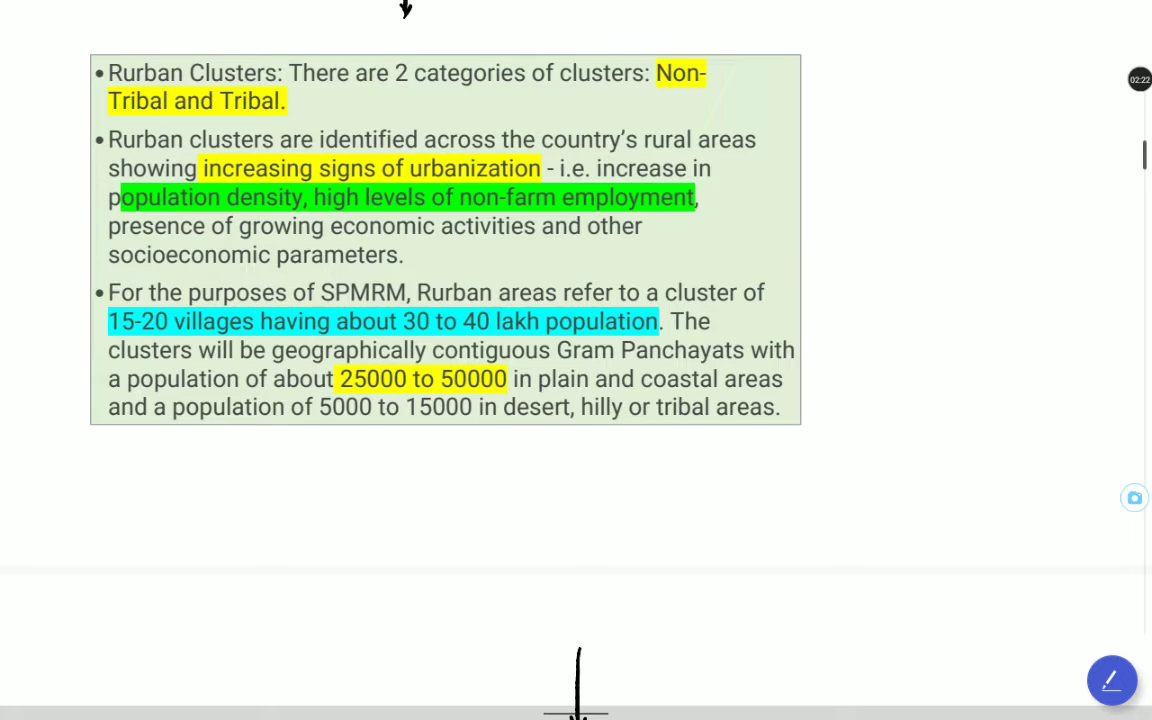 • Rurban Clusters: There are 2 categories of clusters: Non-
Tribal and Tribal.
• Rurban clusters are identified across the country's rural areas
showing increasing signs of urbanization - i.e. increase in
population density, high levels of non-farm employment,
presence of growing economic activities and other
socioeconomic parameters.
• For the purposes of SPMRM, Rurban areas refer to a cluster of
15-20 villages having about 30 to 40 lakh population. The
clusters will be geographically contiguous Gram Panchayats with
a population of about 25000 to 50000 in plain and coastal areas
and a population of 5000 to 15000 in desert, hilly or tribal areas.
02:22